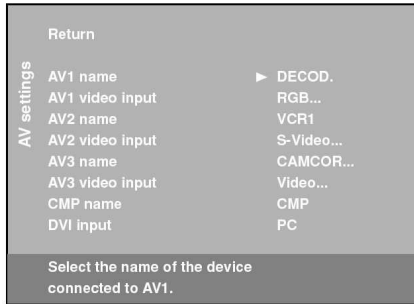 Return
AV settings
AV1 name ► DECOD.
AV1 video input RGB...
AV2 name VCR1
AV2 video input S-Video...
AV3 name CAMCOR...
AV3 video input Video...
CMP name CMP
DVI input PC
Select the name of the device
connected to AV1.